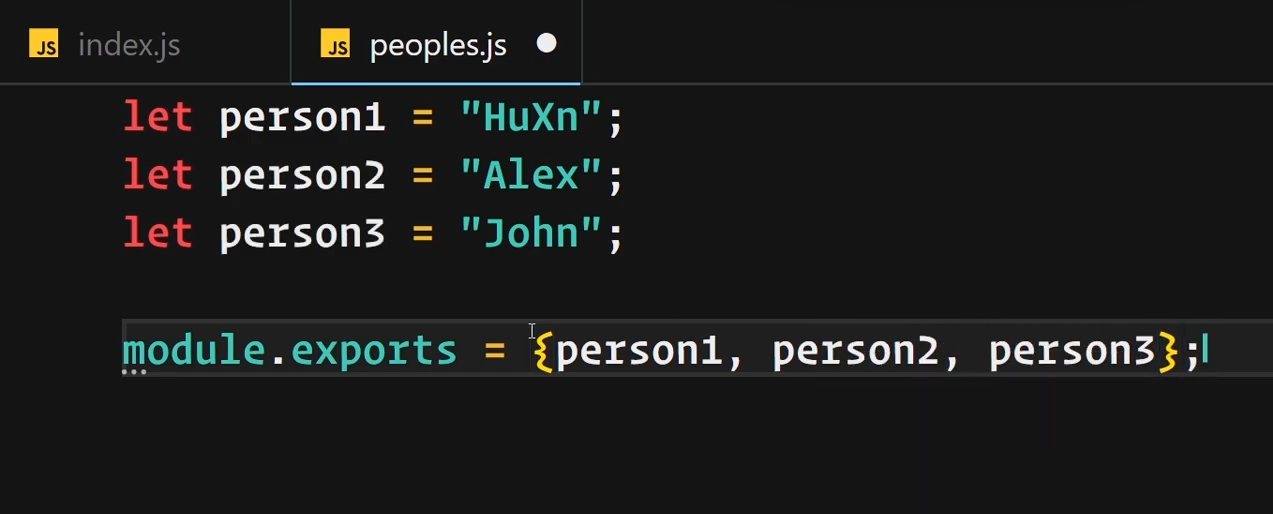 JS index.js
JS peoples.js
let person1 = "HuXn";
let person2 = "Alex";
let person3 = "John";
module.exports = {person1, person2, person3};